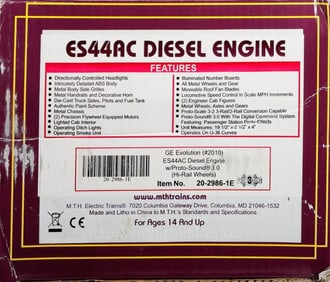 ES44AC DIESEL ENGINE
FEATURES
• Directionally Controlled Headlights
• Intricately Detailed ABS Body
• Metal Body Side Grilles
• Metal Handrails and Decorative Horn
• Die-Cast Truck Sides, Pilots and Fuel Tank
• Authentic Paint Scheme
• Metal Chassis
• (2) Precision Flywheel Equipped Motors
• Lighted Cab Interior
• Operating Ditch Lights
• Operating Smoke Unit
• Illuminated Number Boards
• All Metal Wheels and Gears
• Moveable Roof Fan Blades
• Locomotive Speed Control In Scale MPH Increments
• (2) Engineer Cab Figures
• Metal Wheels, Axles and Gears
• Proto-Scale 3-2 3-Rail/2-Rail Conversion Capable
• Proto-Sound® 3.0 With The Digital Command System
Featuring: Passenger Station Proto-Effects
• Unit Measures: 19 1/2" x 2 1/2" x 4"
• Operates On O-36 Curves
GE Evolution (#2010)
ES44AC Diesel Engine
w/Proto-Sound® 3.0
(Hi-Rail Wheels)
Item No. 20-2986-1E
20-2986-1E
www.mthtrains.com
M.T.H. Electric Trains® 7020 Columbia Gateway Drive, Columbia, MD 21046-1532
Made and Litho in China to M.T.H.'s Standards and Specifications
For Ages 14 And Up